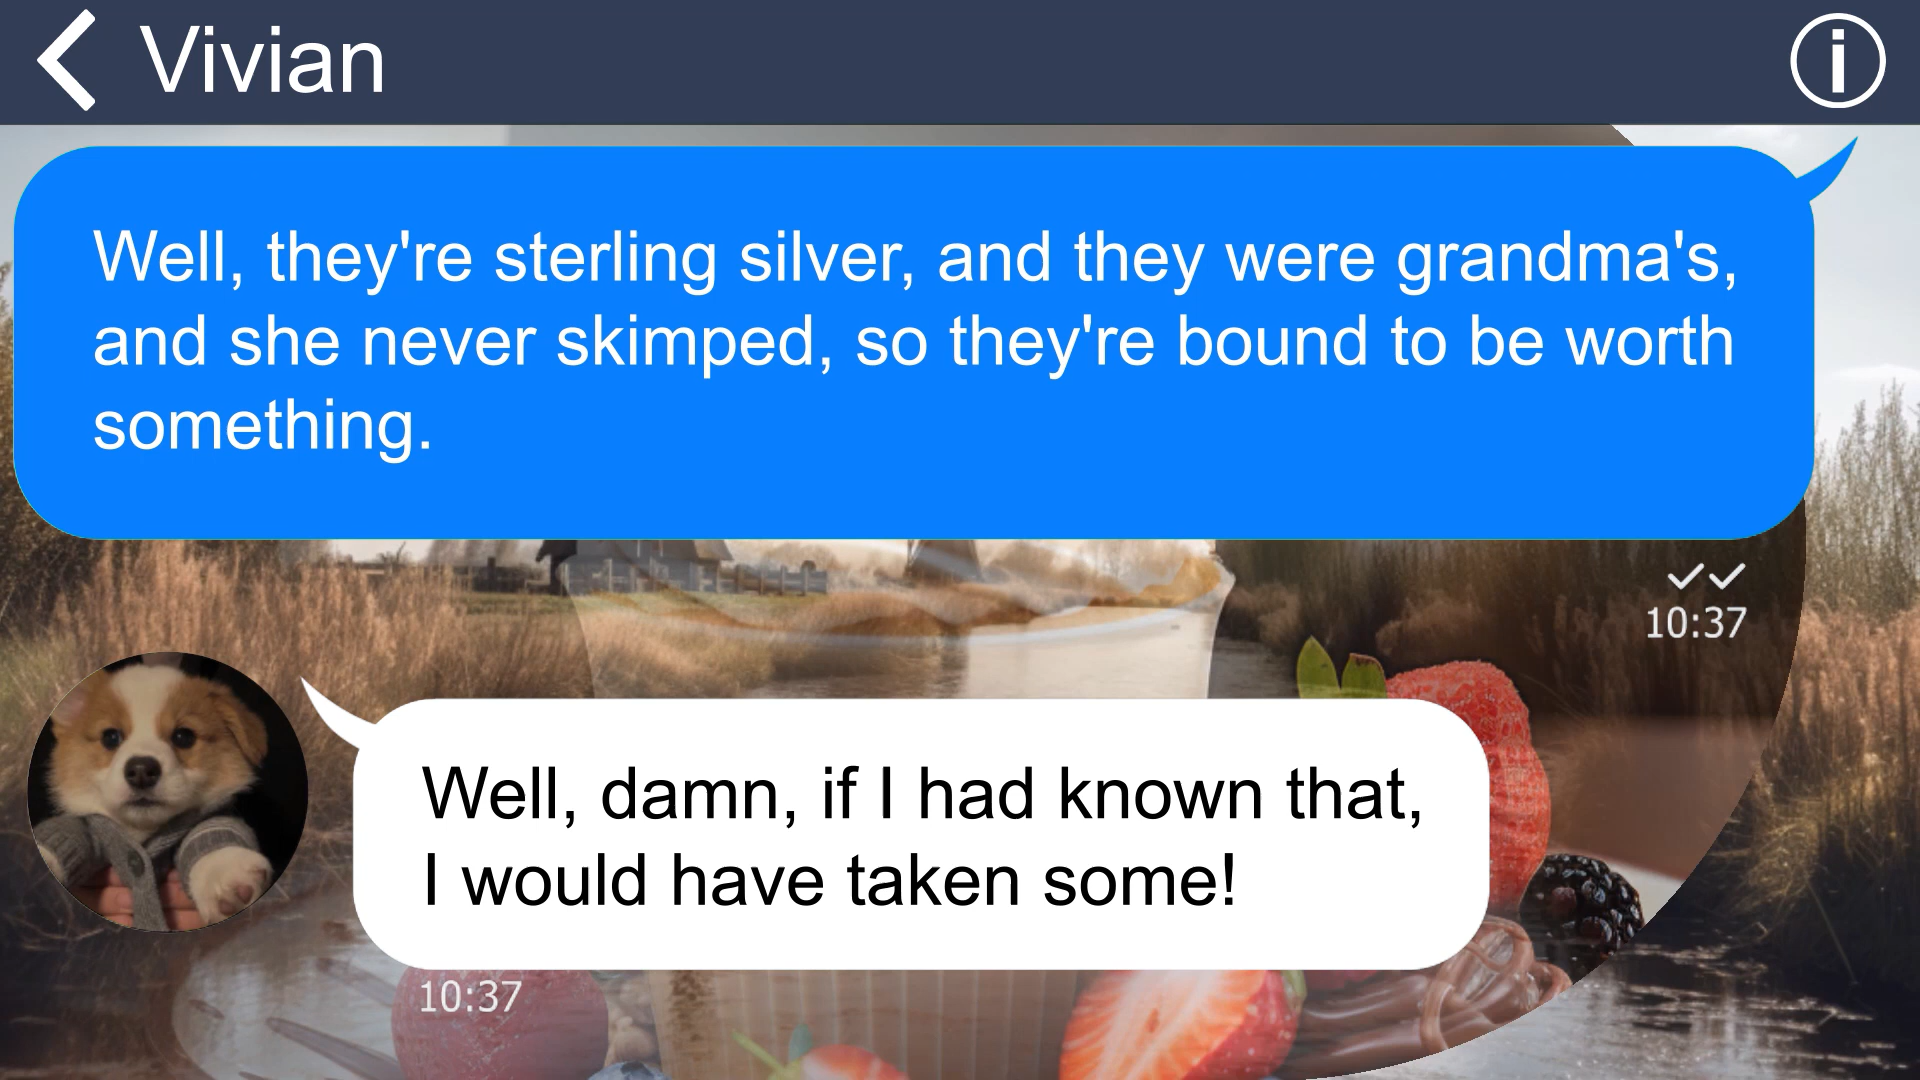 Vivian
Well, they're sterling silver, and they were grandma's,
and she never skimped, so they're bound to be worth
something.
10:37
Well, damn, if I had known that,
I would have taken some!
10:37